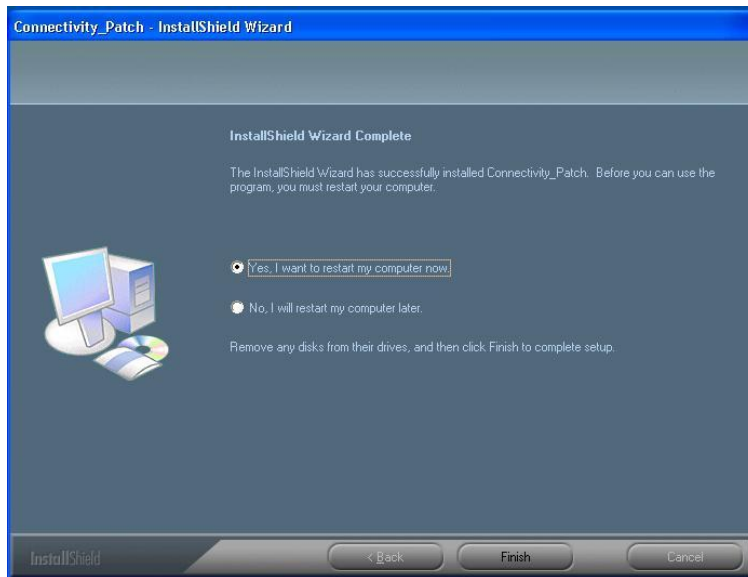 Connectivity_Patch - InstallShield Wizard
InstallShield Wizard Complete
The InstallShield Wizard has successfully installed Connectivity_Patch. Before you can use the
program, you must restart your computer.
Yes, I want to restart my computer now.
No, I will restart my computer later.
Remove any disks from their drives, and then click Finish to complete setup.
InstallShield
< Back
Finish
Cancel